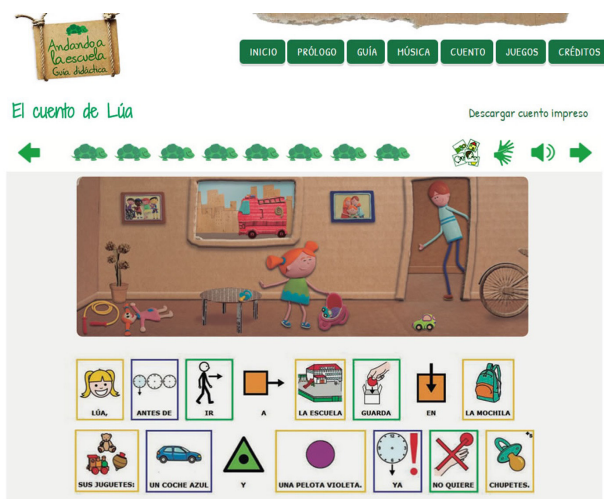 Andando a
la escuela
Guía didáctica
INICIO PRÓLOGO GUÍA MÚSICA CUENTO JUEGOS CRÉDITOS
El cuento de Lúa
Descargar cuento impreso
LÚA, ANTES DE IR A LA ESCUELA GUARDA EN LA MOCHILA
SUS JUGUETES: UN COCHE AZUL Y UNA PELOTA VIOLETA. YA NO QUIERE CHUPETES.